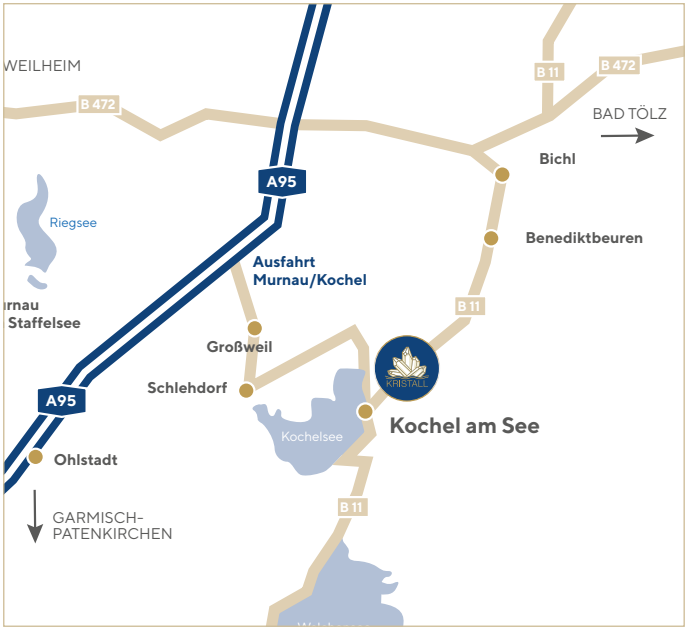 WEILHEIM
B 11
B 472
B 472
BAD TÖLZ
Bichl
A95
Riegsee
Benediktbeuren
Ausfahrt
Murnau/Kochel
urnau
Staffelsee
B 11
Großweil
KRISTALL
Schlehdorf
A95
Kochel am See
Kochelsee
Ohlstadt
B 11
GARMISCH-
PATENKIRCHEN